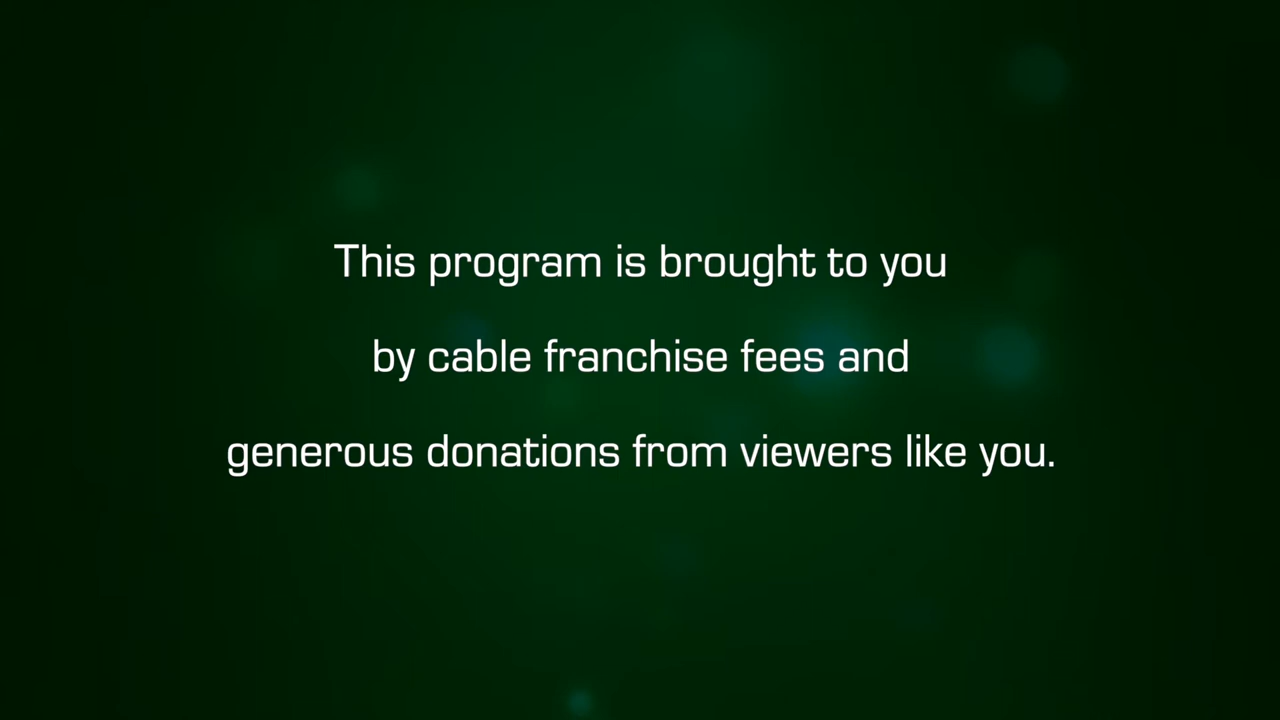 This program is brought to you
by cable franchise fees and
generous donations from viewers like you.